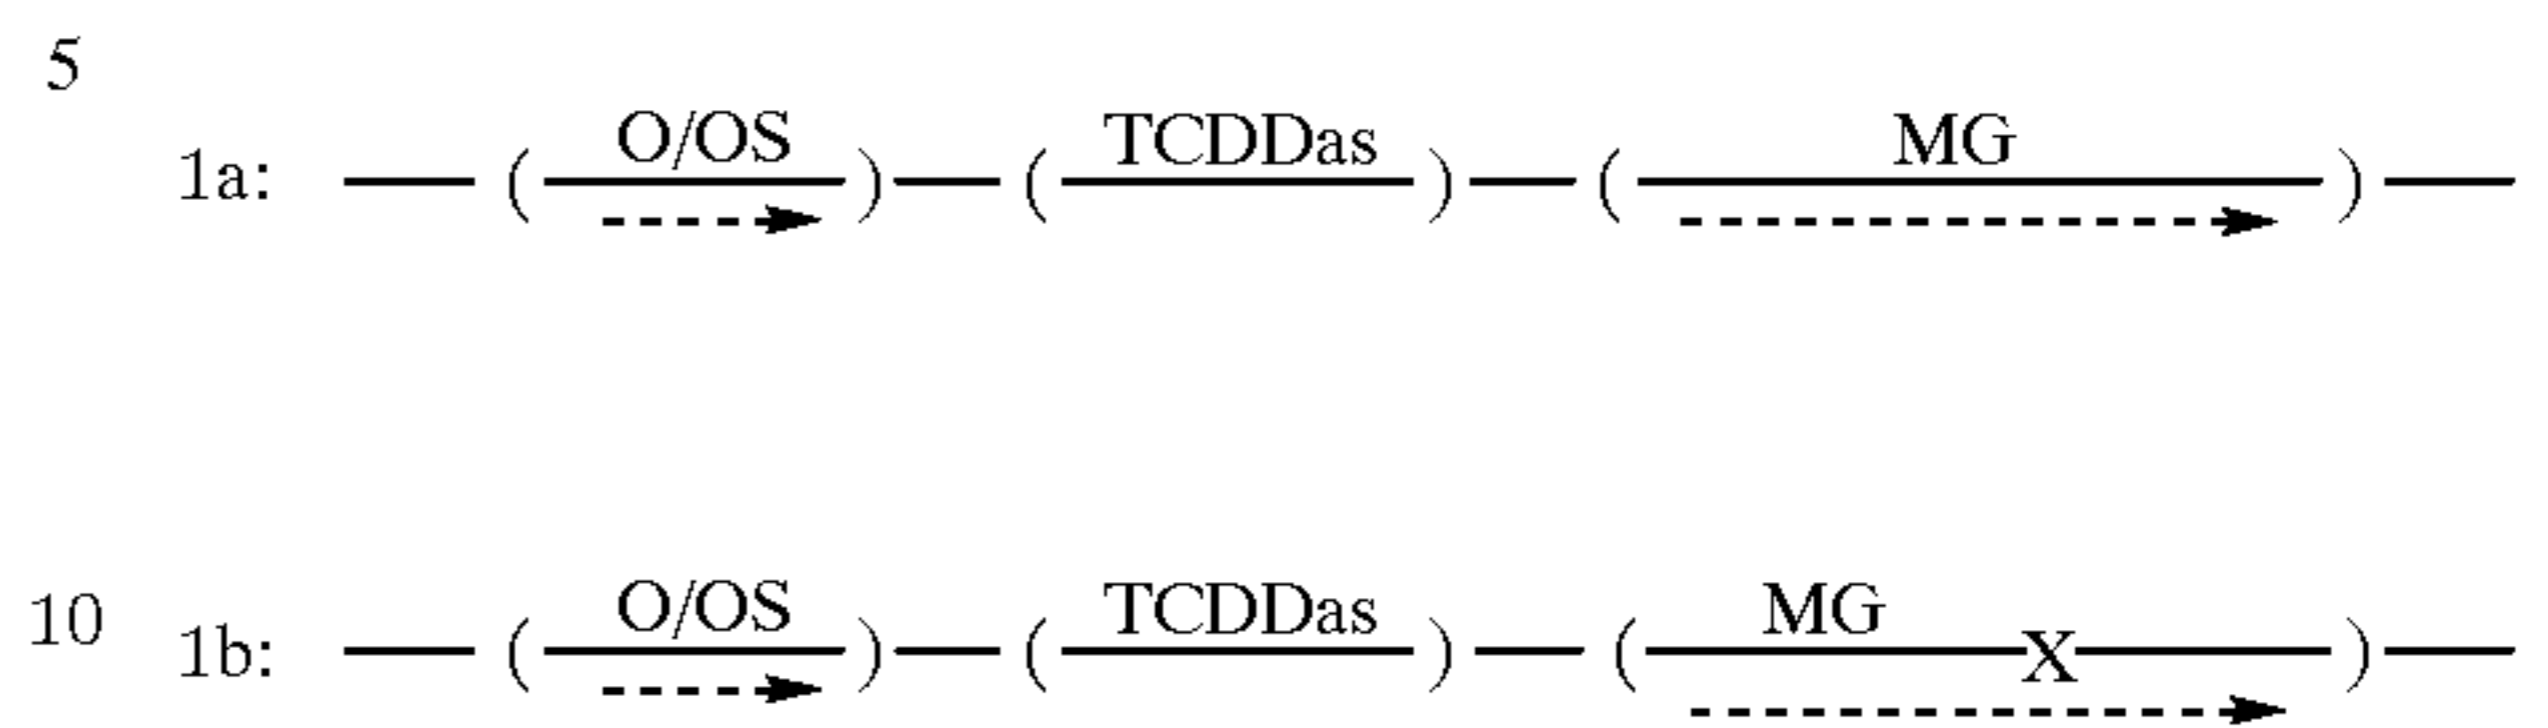 5
1a: —( O/OS )—( TCDDas )—( MG )—
10
1b: —( O/OS )—( TCDDas )—( MG X )—